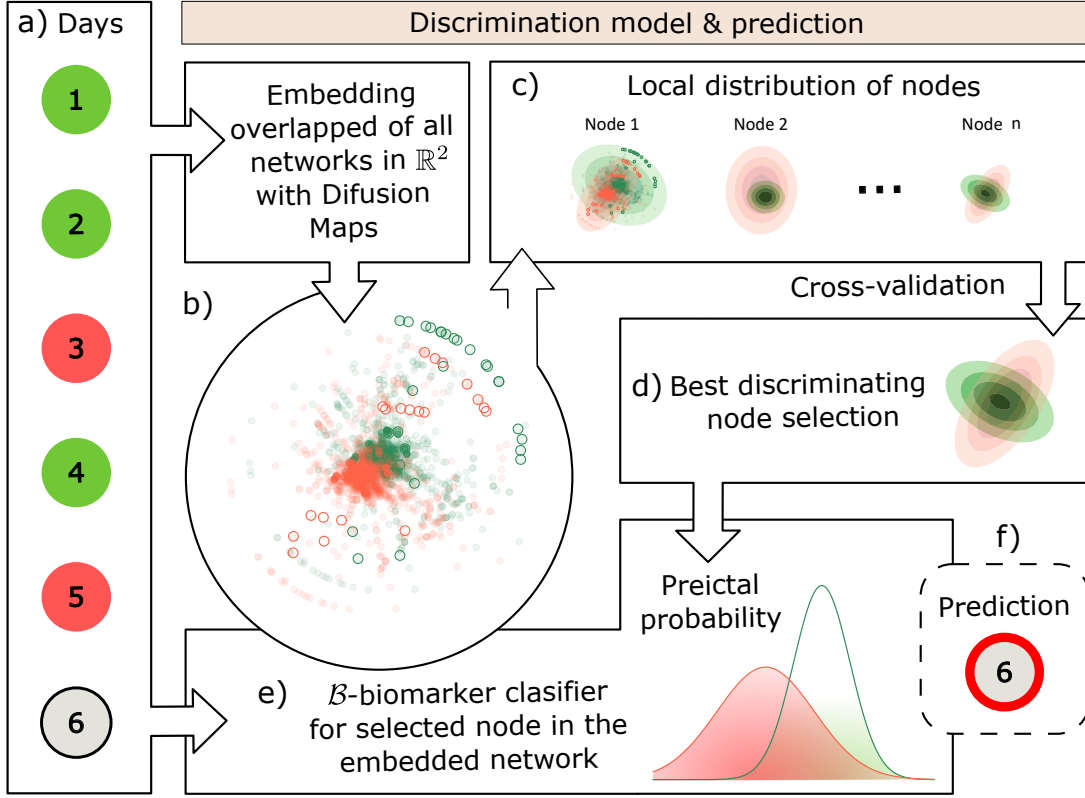 a) Days
1
2
3
4
5
6
Discrimination model & prediction
Embedding
overlapped of all
networks in ℝ²
with Difusion
Maps
b)
c)
Local distribution of nodes
Node 1
Node 2
Node n
...
Cross-validation
d) Best discriminating
node selection
e)
ℬ-biomarker clasifier
for selected node in the
embedded network
Preictal
probability
f)
Prediction
6